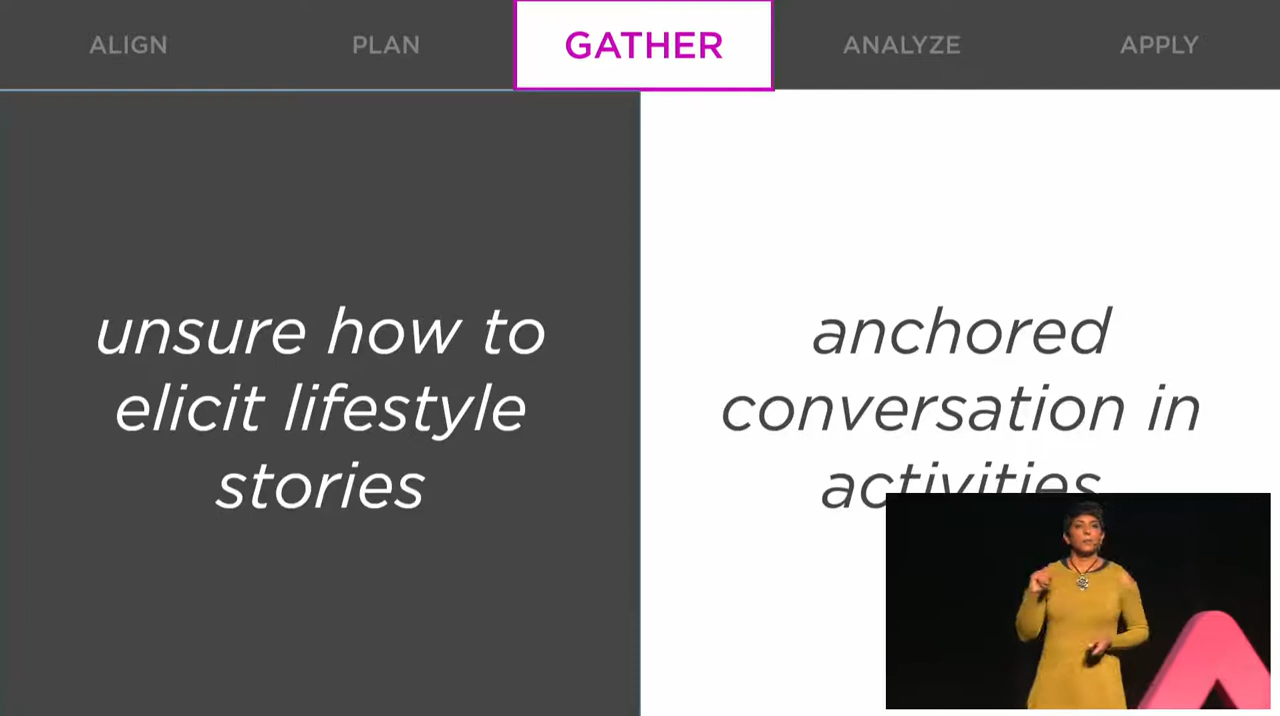 ALIGN
PLAN
GATHER
ANALYZE
APPLY
unsure how to
elicit lifestyle
stories
anchored
conversation in
activities